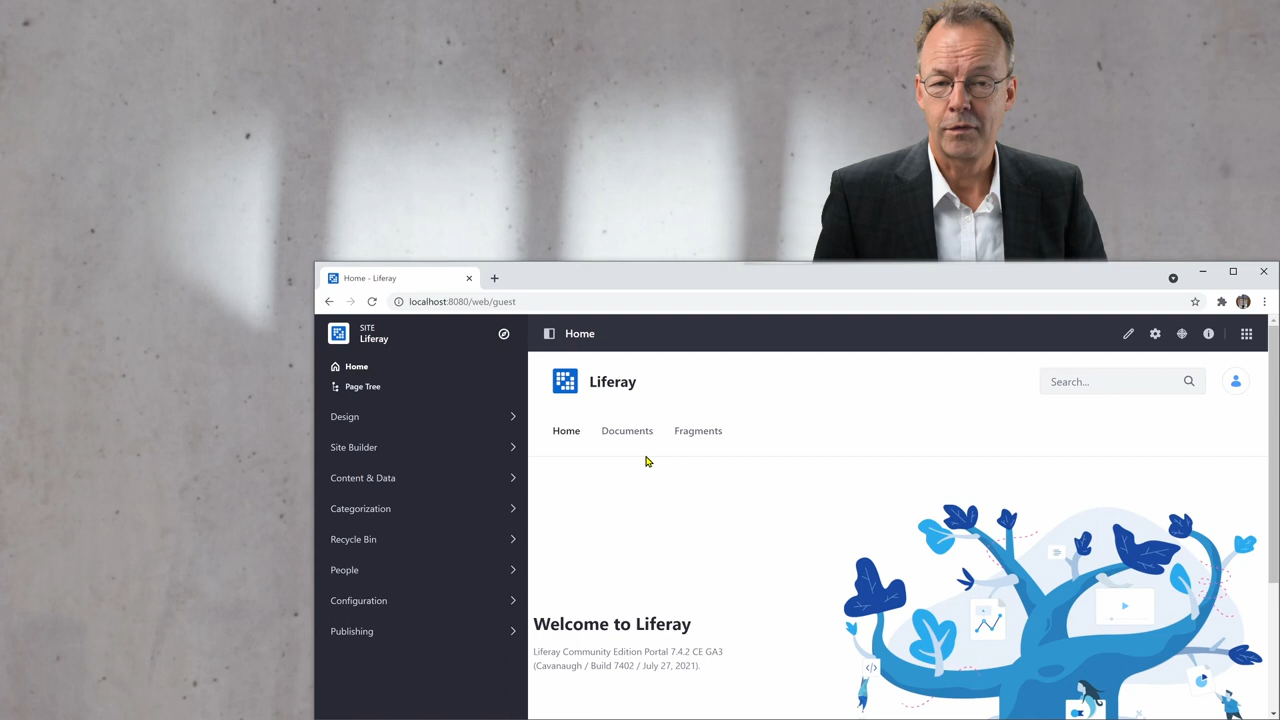 Home - Liferay
localhost:8080/web/guest
SITE
Liferay
Home
Page Tree
Design
Site Builder
Content & Data
Categorization
Recycle Bin
People
Configuration
Publishing
Home
Liferay
Search...
Home Documents Fragments
Welcome to Liferay
Liferay Community Edition Portal 7.4.2 CE GA3
(Cavanaugh / Build 7402 / July 27, 2021).